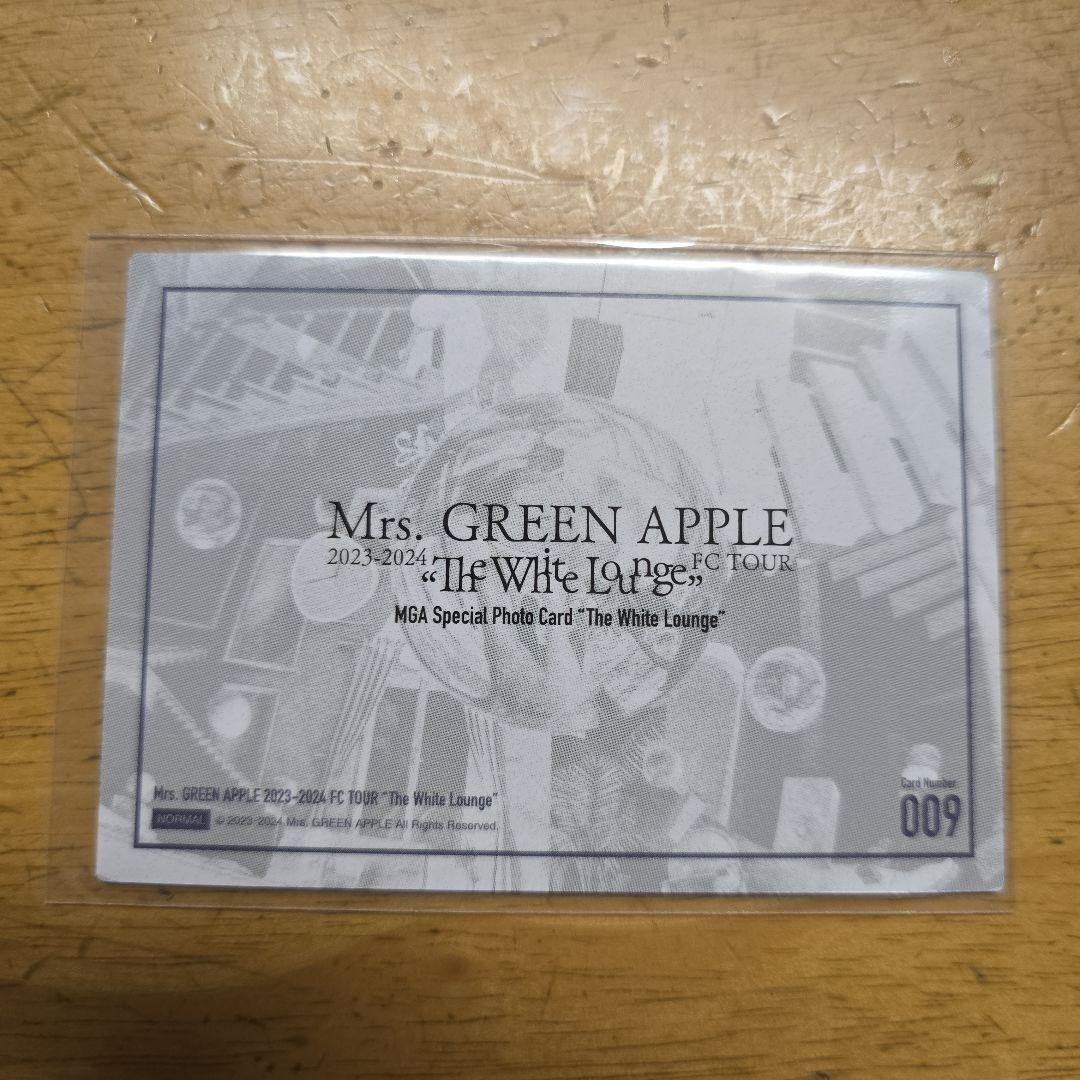 Mrs. GREEN APPLE
2023-2024 “The White Lounge” FC TOUR
MGA Special Photo Card “The White Lounge”
Mrs. GREEN APPLE 2023-2024 FC TOUR “The White Lounge”
NORMAL © 2023-2024 Mrs. GREEN APPLE All Rights Reserved.
Card Number
009